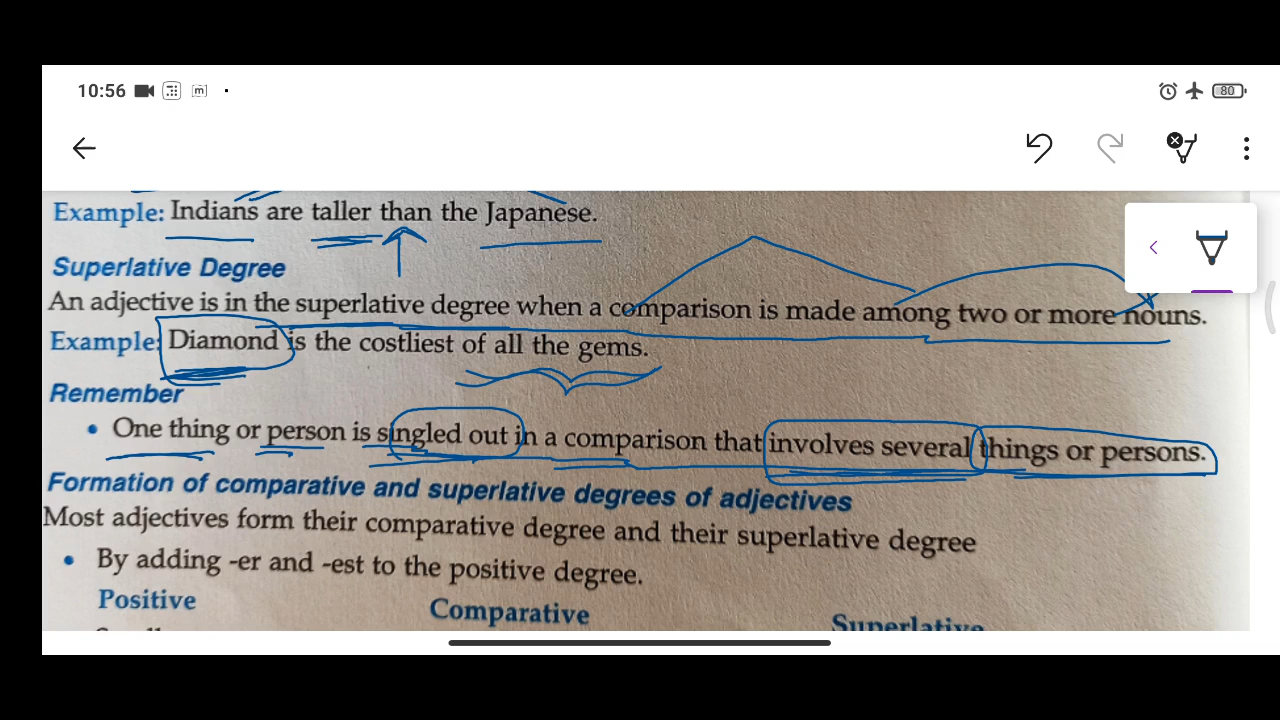 10:56
80
Example: Indians are taller than the Japanese.
Superlative Degree
An adjective is in the superlative degree when a comparison is made among two or more nouns.
Example: Diamond is the costliest of all the gems.
Remember
• One thing or person is singled out in a comparison that involves several things or persons.
Formation of comparative and superlative degrees of adjectives
Most adjectives form their comparative degree and their superlative degree
• By adding -er and -est to the positive degree.
Positive Comparative Superlative